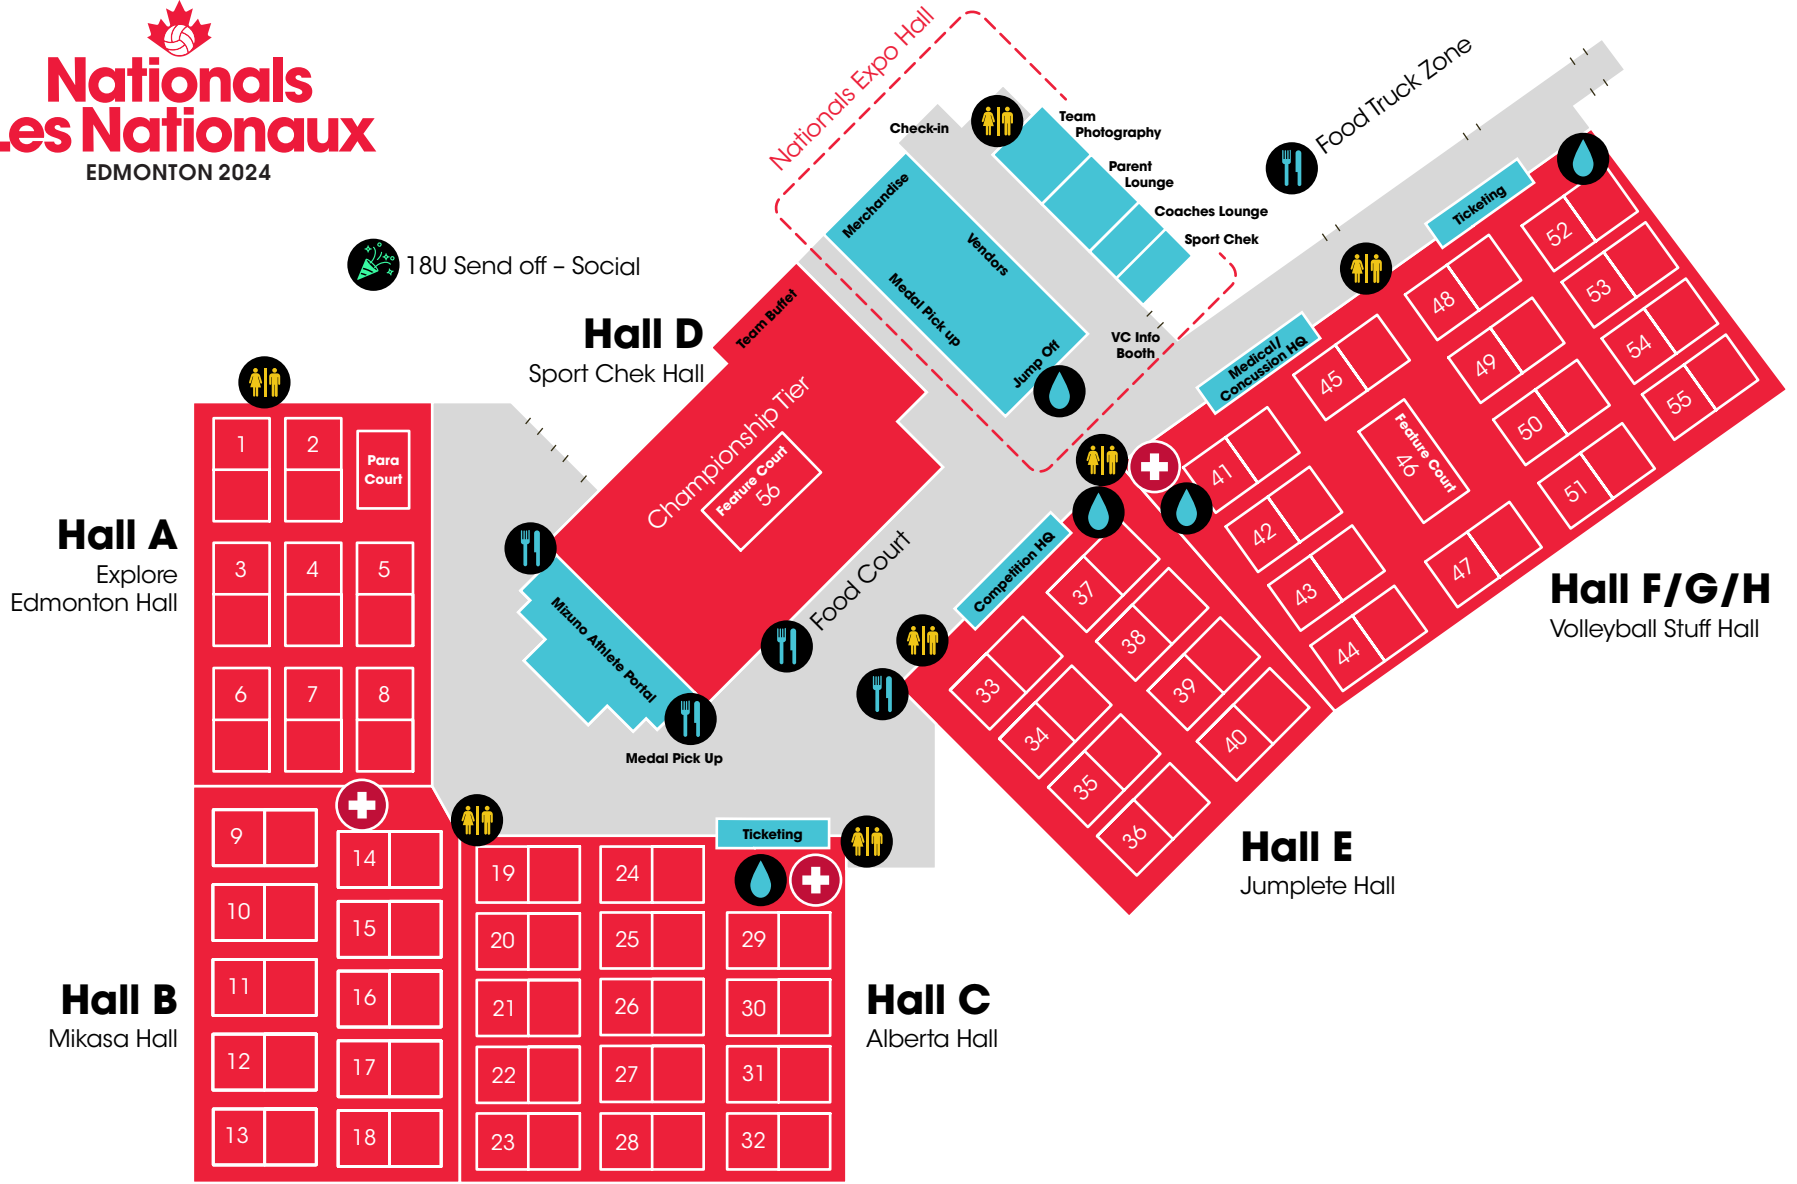 Nationals
Les Nationaux
EDMONTON 2024
18U Send off – Social
Nationals Expo Hall
Check-in
Team
Photography
Parent
Lounge
Coaches Lounge
Sport Chek
Merchandise
Vendors
Medal Pick up
Jump Off
VC Info
Booth
Food Truck Zone
Hall D
Sport Chek Hall
Team Buffet
Championship Tier
Feature Court
56
Mizuno Athlete Portal
Medal Pick Up
Food Court
Hall A
Explore
Edmonton Hall
1
2
Para
Court
3
4
5
6
7
8
Hall B
Mikasa Hall
9
10
11
12
13
14
15
16
17
18
Hall C
Alberta Hall
Ticketing
19
20
21
22
23
24
25
26
27
28
29
30
31
32
Hall E
Jumplete Hall
Competition HQ
33
34
35
36
37
38
39
40
Hall F/G/H
Volleyball Stuff Hall
Medical/
Concussion HQ
Ticketing
41
42
43
44
45
Feature Court
46
47
48
49
50
51
52
53
54
55